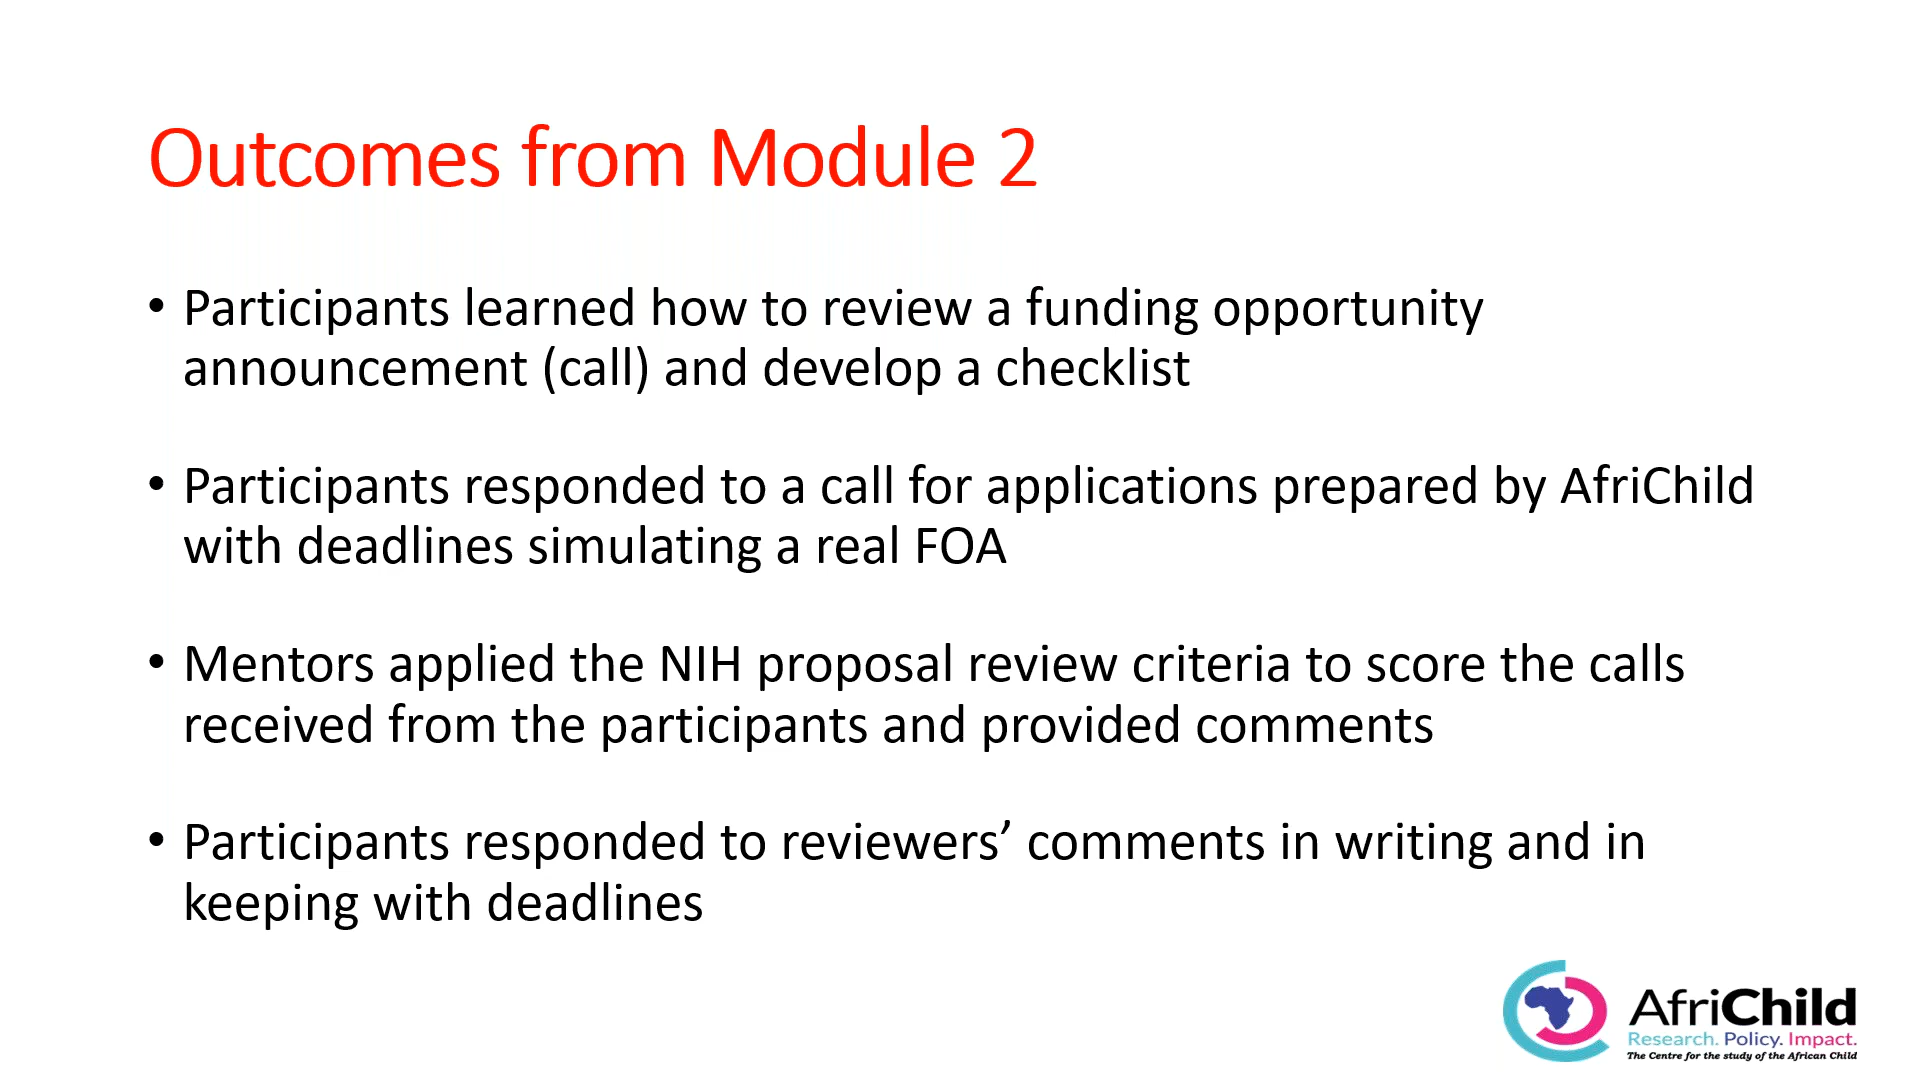 Outcomes from Module 2
• Participants learned how to review a funding opportunity
announcement (call) and develop a checklist
• Participants responded to a call for applications prepared by AfriChild
with deadlines simulating a real FOA
• Mentors applied the NIH proposal review criteria to score the calls
received from the participants and provided comments
• Participants responded to reviewers’ comments in writing and in
keeping with deadlines
AfriChild
Research. Policy. Impact.
The Centre for the study of the African Child